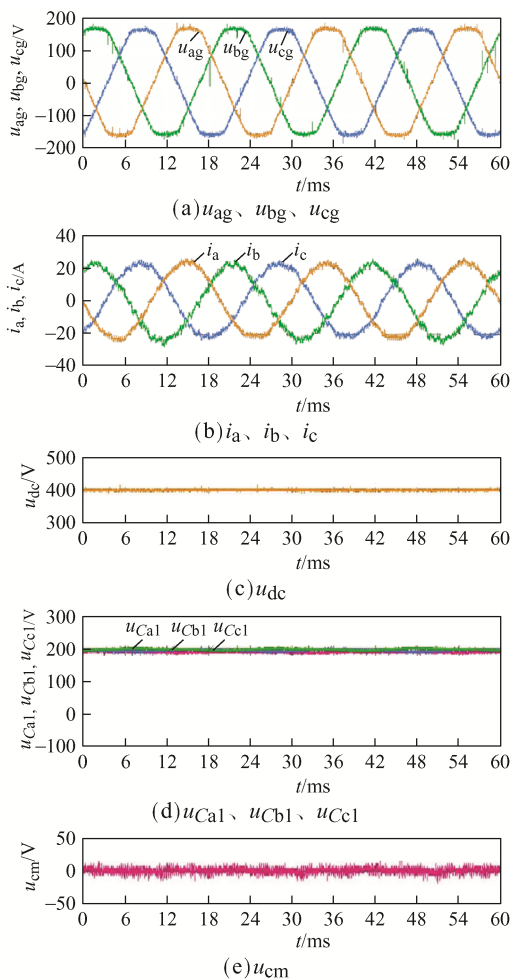 u_ag, u_bg, u_cg/V
200
100
0
−100
−200
u_ag
u_bg
u_cg
0 6 12 18 24 30 36 42 48 54 60
t/ms
(a)u_ag、u_bg、u_cg
i_a, i_b, i_c/A
40
20
0
−20
−40
i_a
i_b
i_c
0 6 12 18 24 30 36 42 48 54 60
t/ms
(b)i_a、i_b、i_c
u_dc/V
500
400
300
0 6 12 18 24 30 36 42 48 54 60
t/ms
(c)u_dc
u_Ca1, u_Cb1, u_Cc1/V
300
200
100
0
−100
u_Ca1
u_Cb1
u_Cc1
0 6 12 18 24 30 36 42 48 54 60
t/ms
(d)u_Ca1、u_Cb1、u_Cc1
u_cm/V
50
0
−50
0 6 12 18 24 30 36 42 48 54 60
t/ms
(e)u_cm